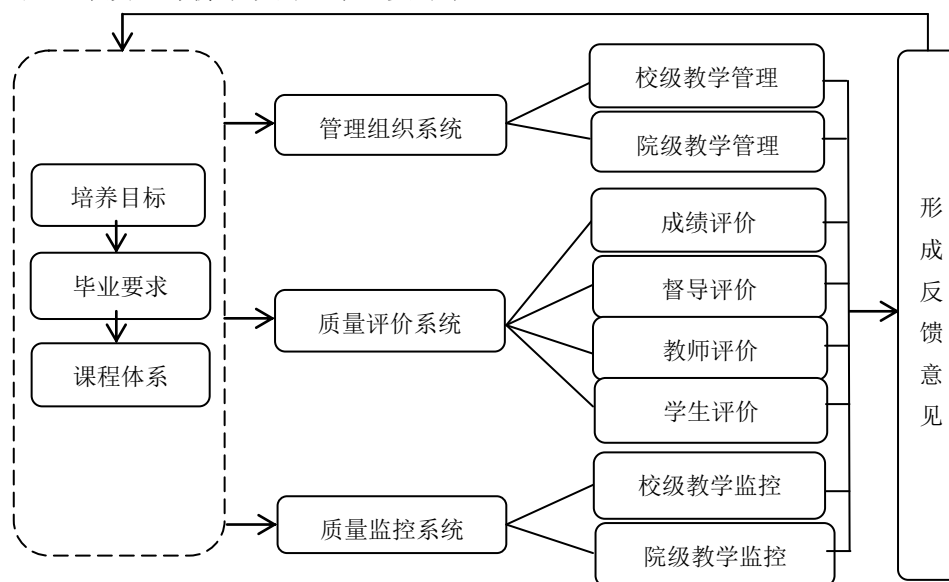 校级教学管理
管理组织系统
院级教学管理
培养目标
成绩评价
毕业要求
督导评价
质量评价系统
教师评价
课程体系
学生评价
校级教学监控
质量监控系统
院级教学监控
形
成
反
馈
意
见